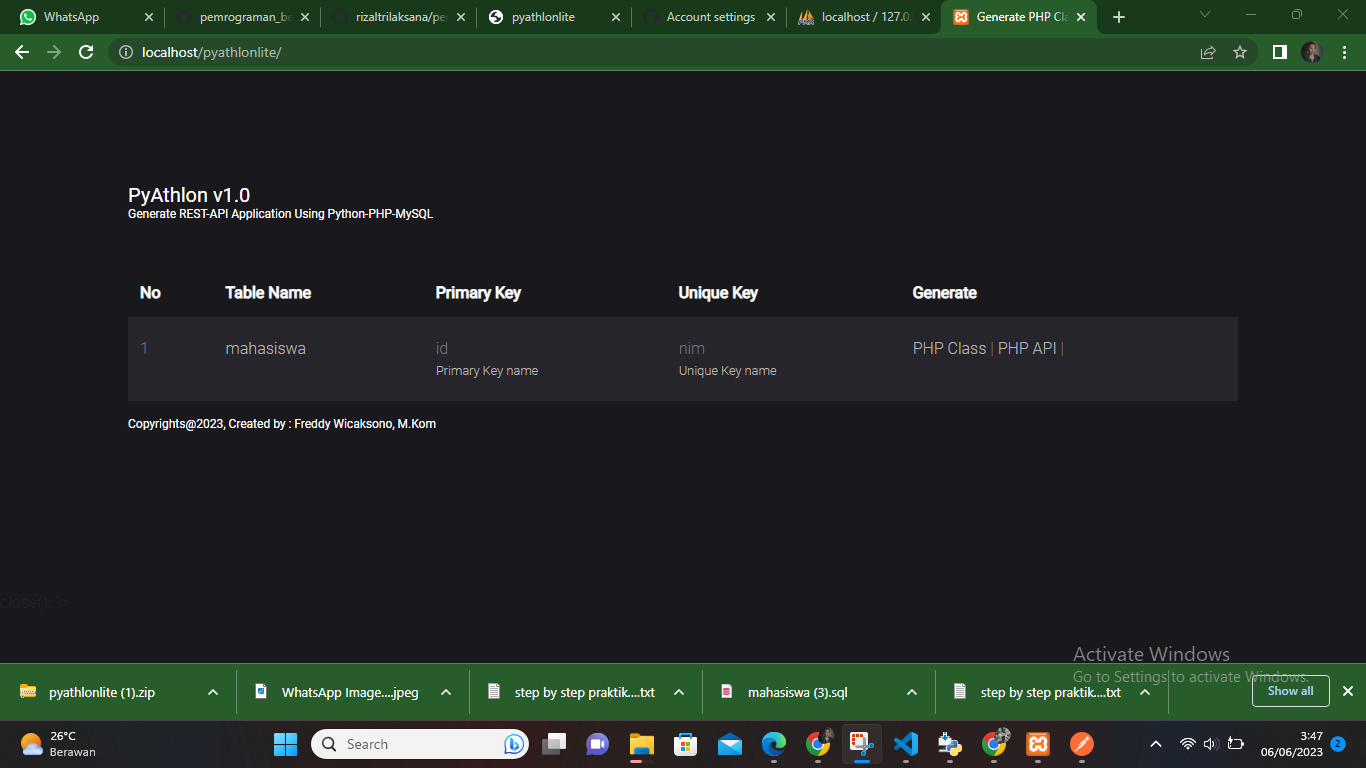 WhatsApp
pemrograman_be
rizaltrilaksana/pe
pyathlonlite
Account settings
localhost / 127.0.
Generate PHP Cla
localhost/pyathlonlite/
PyAthlon v1.0
Generate REST-API Application Using Python-PHP-MySQL
No Table Name Primary Key Unique Key Generate
1 mahasiswa id nim PHP Class | PHP API |
Primary Key name Unique Key name
Copyrights@2023, Created by : Freddy Wicaksono, M.Kom
close(); ?>
Activate Windows
Go to Settings to activate Windows.
pyathlonlite (1).zip
WhatsApp Image....jpeg
step by step praktik....txt
mahasiswa (3).sql
step by step praktik....txt
Show all
26°C
Berawan
Search
3:47
06/06/2023
2